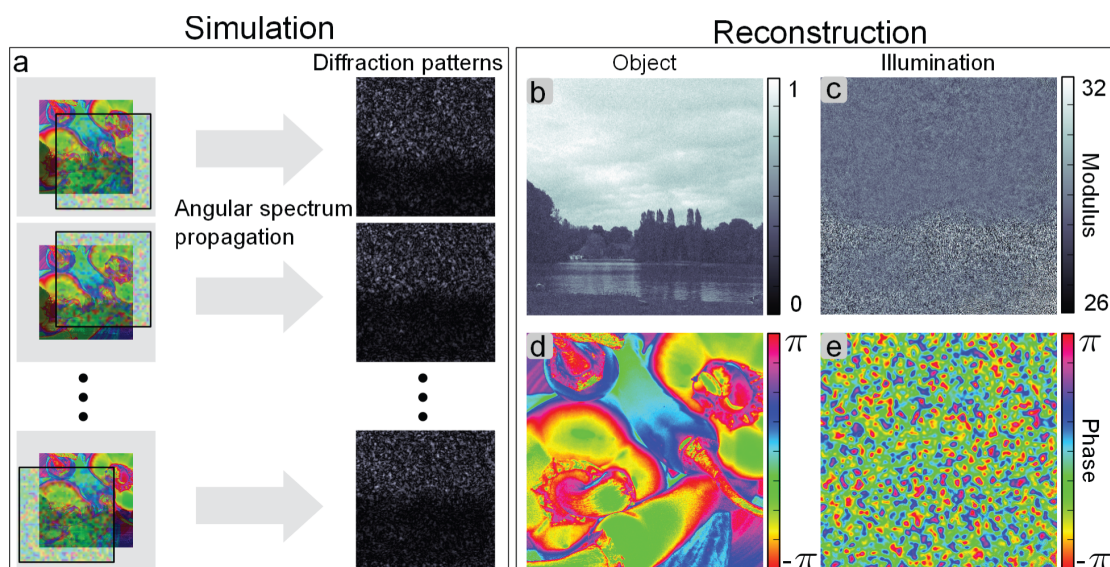 Simulation
Reconstruction
a
Diffraction patterns
Object
Illumination
Angular spectrum
propagation
b
1
0
c
32
26
Modulus
d
π
-π
e
π
-π
Phase